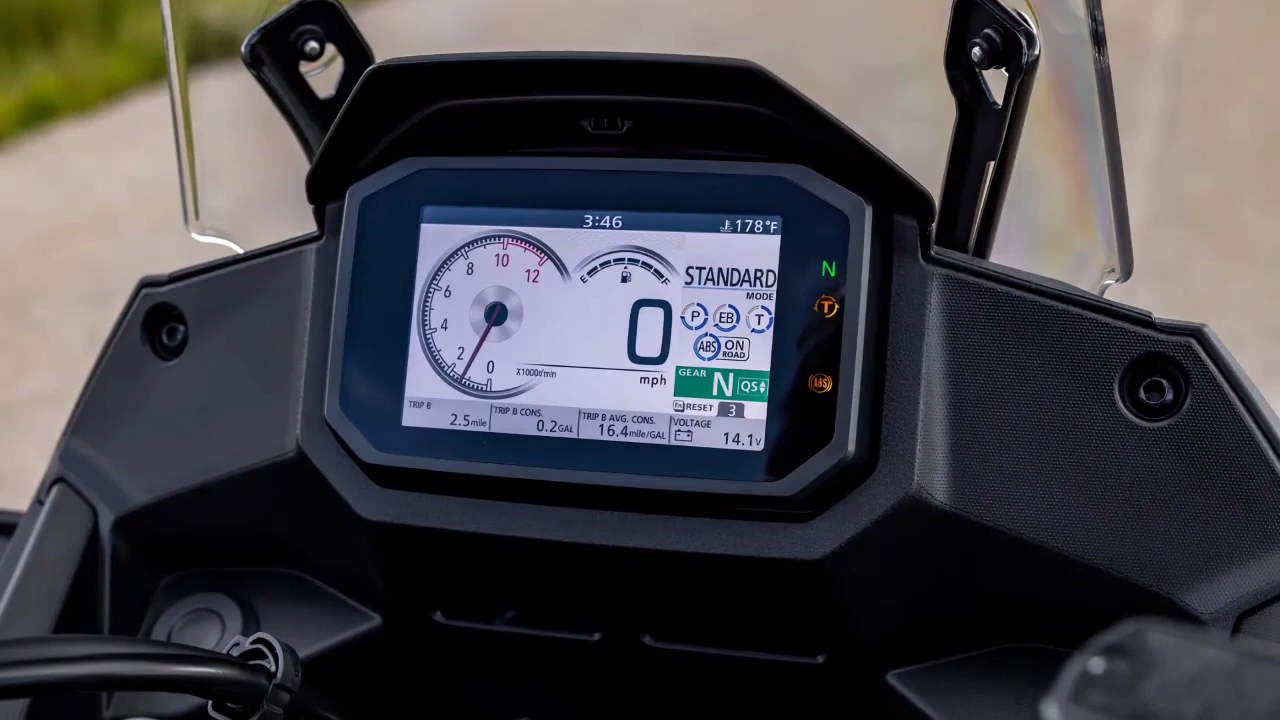 3:46
178°F
8 10 12
6
4
2
0
X1000r/min
E F
0
mph
STANDARD
MODE
P EB T
ABS ON ROAD
GEAR
N QS
Fn RESET 3
TRIP B
2.5mile
TRIP B CONS.
0.2GAL
TRIP B AVG. CONS.
16.4mile/GAL
VOLTAGE
14.1V
N
T
ABS